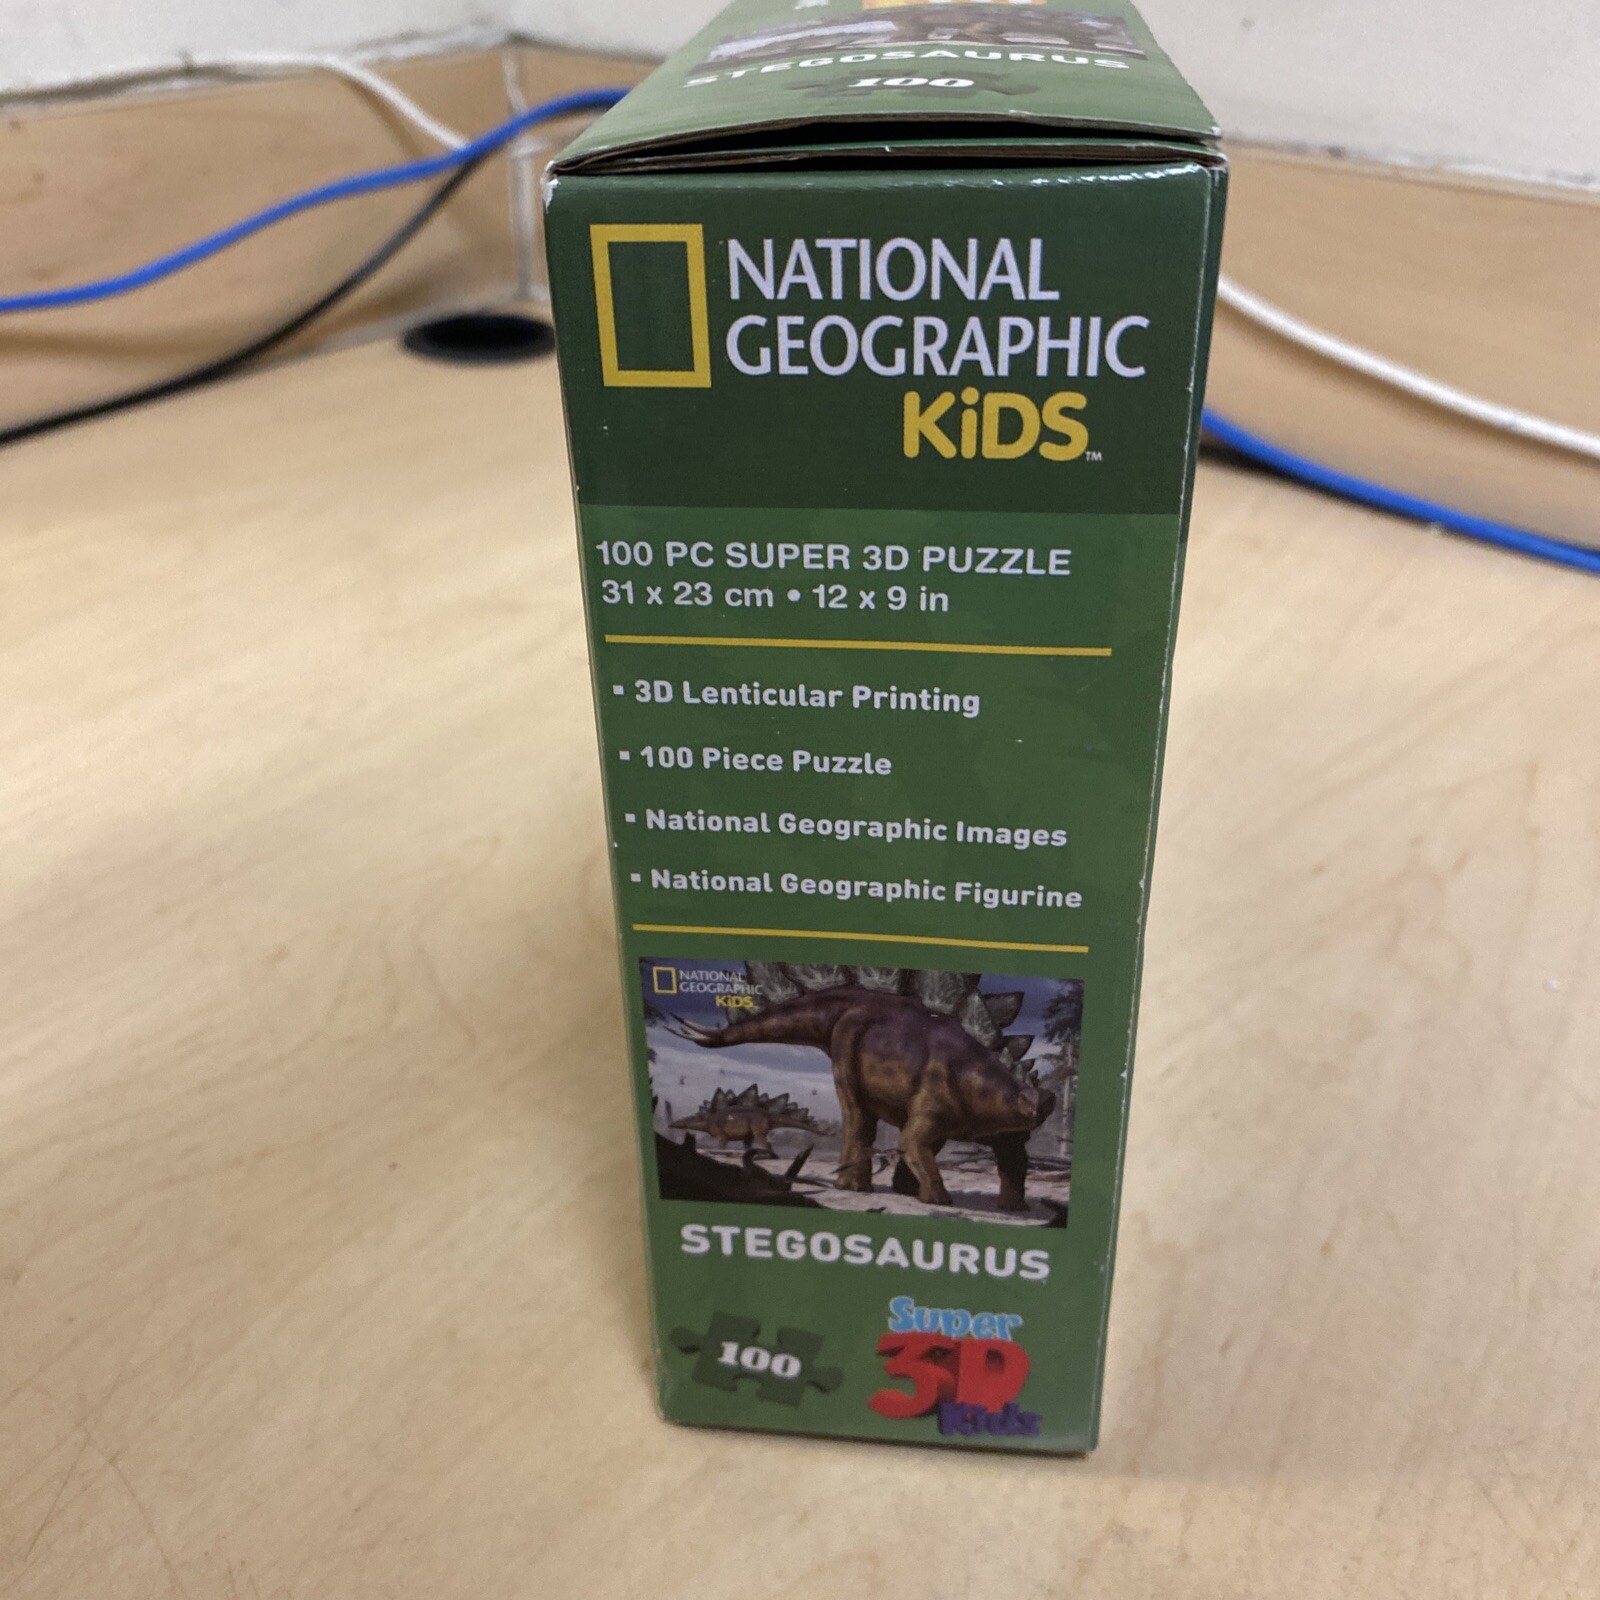 STEGOSAURUS
100
NATIONAL
GEOGRAPHIC
KiDS™
100 PC SUPER 3D PUZZLE
31 x 23 cm • 12 x 9 in
▪ 3D Lenticular Printing
▪ 100 Piece Puzzle
▪ National Geographic Images
▪ National Geographic Figurine
NATIONAL
GEOGRAPHIC
KiDS
STEGOSAURUS
100
Super
3D
Kids